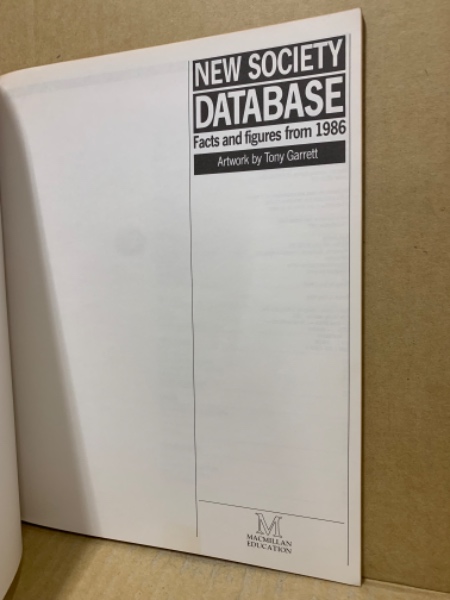 NEW SOCIETY
DATABASE
Facts and figures from 1986
Artwork by Tony Garrett
M
MACMILLAN
EDUCATION